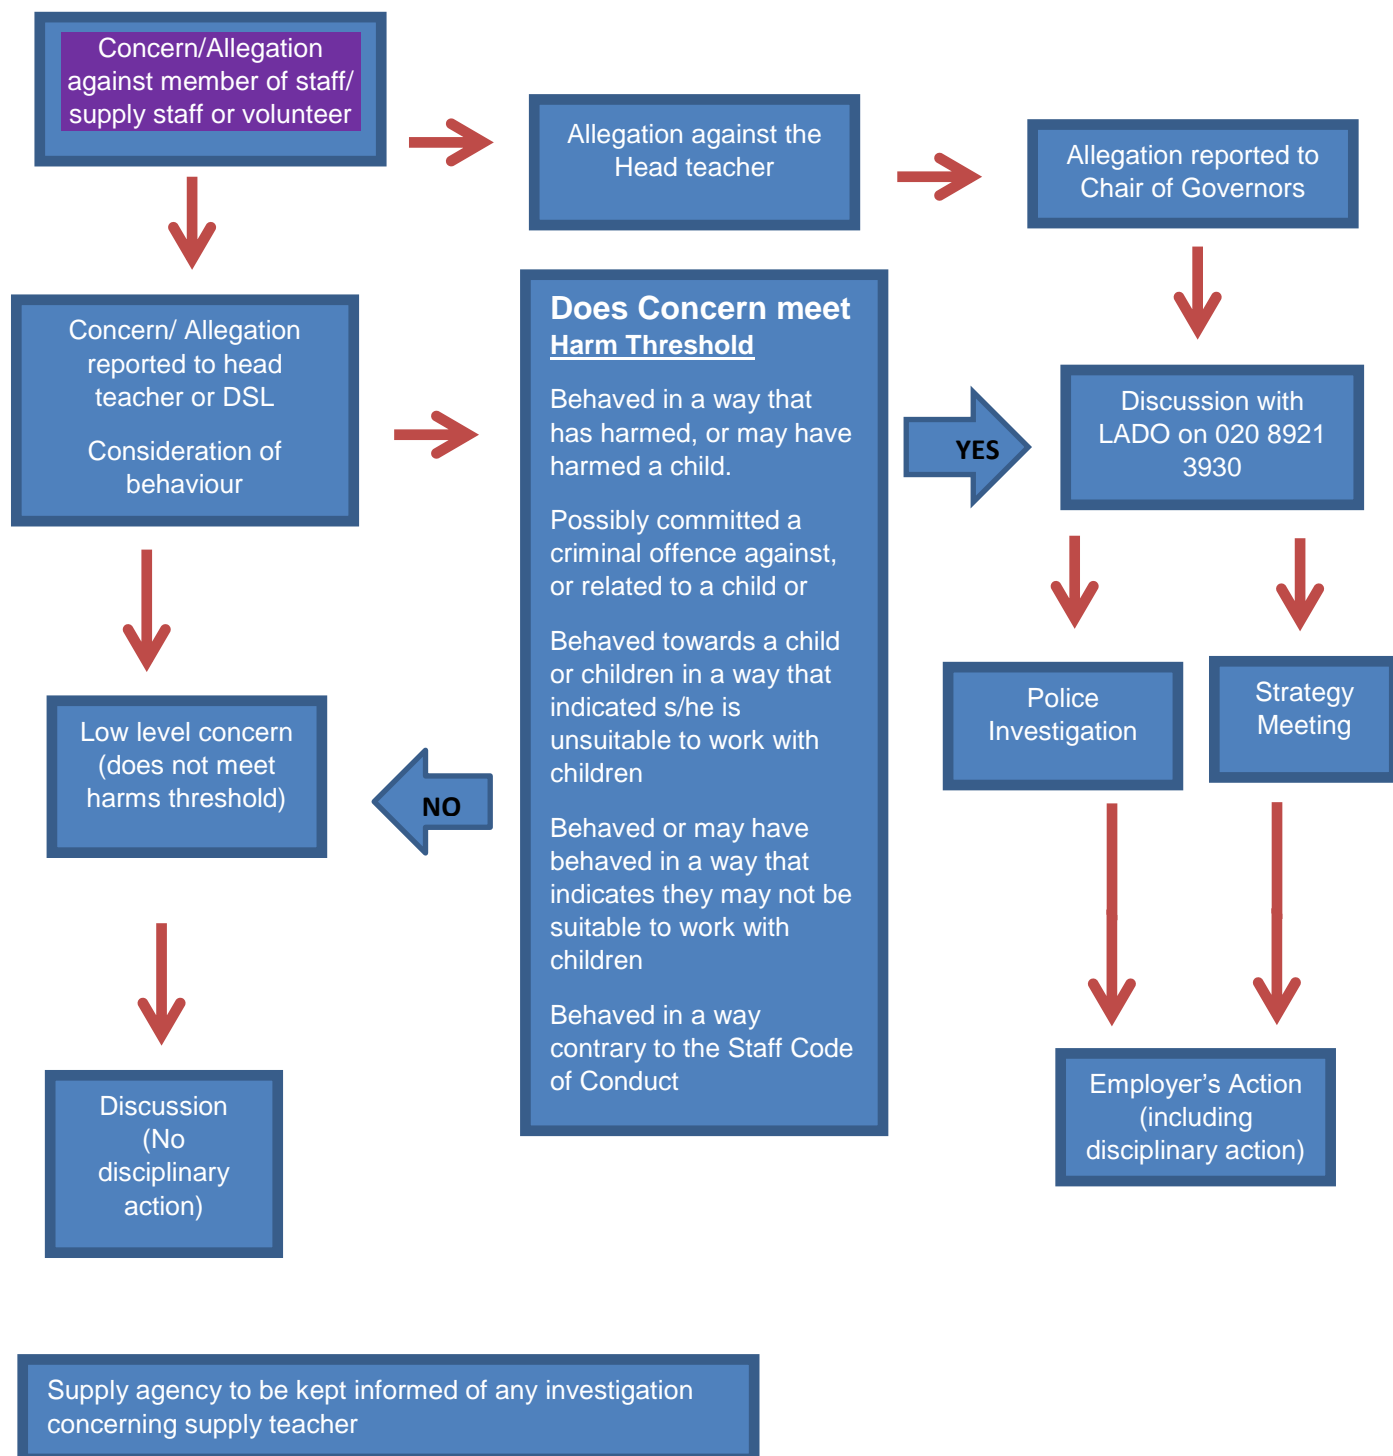 Concern/Allegation
against member of staff/
supply staff or volunteer
Allegation against the
Head teacher
Allegation reported to
Chair of Governors
Concern/ Allegation
reported to head
teacher or DSL
Consideration of
behaviour
Does Concern meet
Harm Threshold
Behaved in a way that
has harmed, or may have
harmed a child.
Possibly committed a
criminal offence against,
or related to a child or
Behaved towards a child
or children in a way that
indicated s/he is
unsuitable to work with
children
Behaved or may have
behaved in a way that
indicates they may not be
suitable to work with
children
Behaved in a way
contrary to the Staff Code
of Conduct
YES
Discussion with
LADO on 020 8921
3930
Police
Investigation
Strategy
Meeting
NO
Low level concern
(does not meet
harms threshold)
Discussion
(No
disciplinary
action)
Employer’s Action
(including
disciplinary action)
Supply agency to be kept informed of any investigation
concerning supply teacher